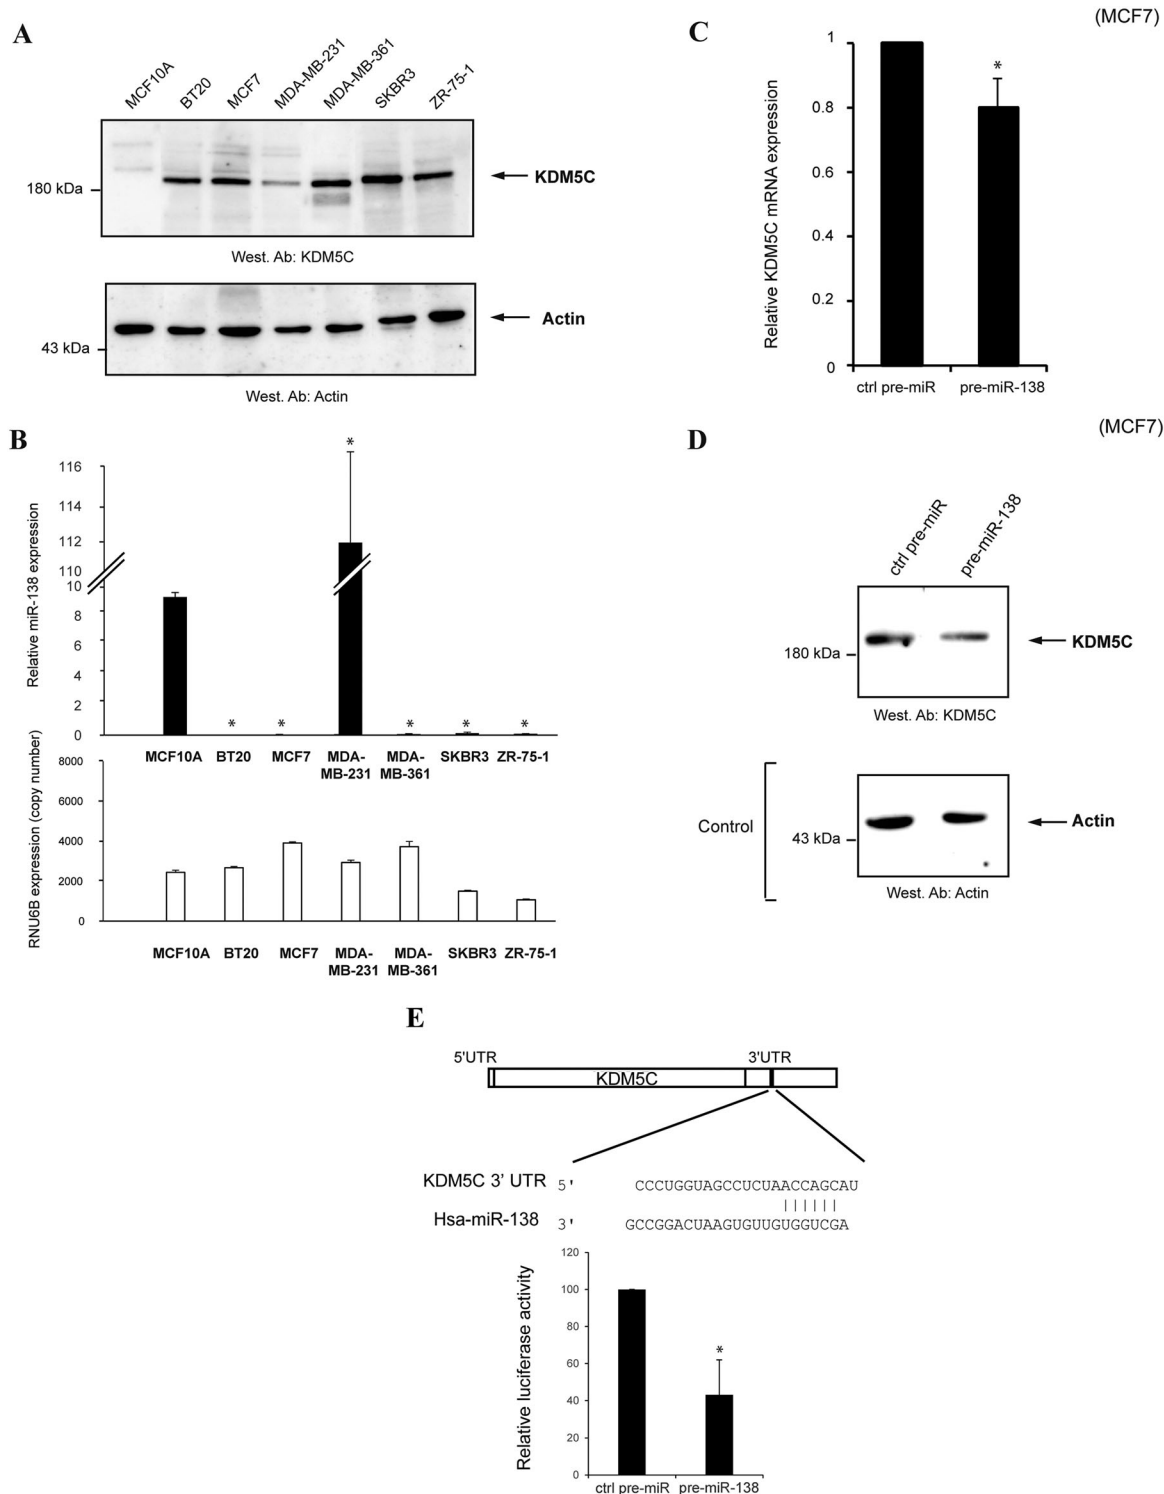 A
MCF10A
BT20
MCF7
MDA-MB-231
MDA-MB-361
SKBR3
ZR-75-1
180 kDa
KDM5C
West. Ab: KDM5C
Actin
43 kDa
West. Ab: Actin
B
Relative miR-138 expression
116
114
112
110
10
8
6
4
2
0
*
* * * * *
MCF10A BT20 MCF7 MDA-MB-231 MDA-MB-361 SKBR3 ZR-75-1
RNU6B expression (copy number)
8000
6000
4000
2000
0
MCF10A BT20 MCF7 MDA-MB-231 MDA-MB-361 SKBR3 ZR-75-1
C
(MCF7)
Relative KDM5C mRNA expression
1
0.8
0.6
0.4
0.2
0
*
ctrl pre-miR pre-miR-138
D
(MCF7)
ctrl pre-miR
pre-miR-138
180 kDa
KDM5C
West. Ab: KDM5C
Control
43 kDa
Actin
West. Ab: Actin
E
5'UTR 3'UTR
KDM5C
KDM5C 3’ UTR 5' CCCUGGUAGCCUCUAACCAGCAU
| | | | | |
Hsa-miR-138 3' GCCGGACUAAGUGUUGUGGUCGA
Relative luciferase activity
120
100
80
60
40
20
0
*
ctrl pre-miR pre-miR-138